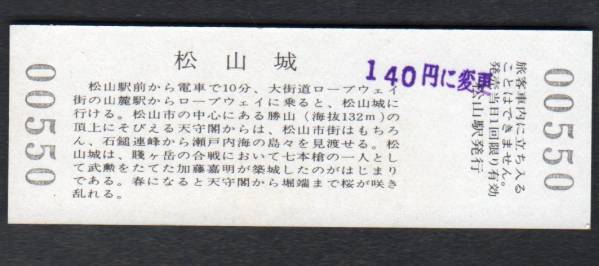 00550
松山城
140円に変更
松山駅前から電車で10分、大街道ロープウェイ
街の山麓駅からロープウェイに乗ると、松山城に
行ける。松山市の中心にある勝山(海抜132m)の
頂上にそびえる天守閣からは、松山市街はもちろ
ん、石鎚連峰から瀬戸内海の島々を見渡せる。松
山城は、賤ヶ岳の合戦において七本槍の一人とし
て武勲をたてた加藤嘉明が築城したのがはじまり
である。春になると天守閣から堀端まで桜が咲き
乱れる。
旅客車内に立ち入る
ことはできません。
発売当日1回限り有効
松山駅発行
00550